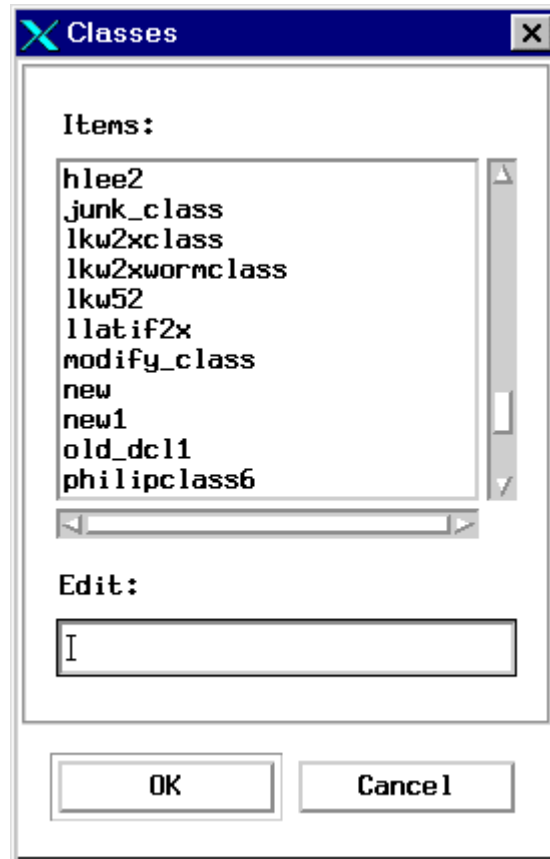 Classes
Items:
hlee2
junk_class
lkw2xclass
lkw2xwormclass
lkw52
llatif2x
modify_class
new
new1
old_dcl1
philipclass6
Edit:
OK
Cancel